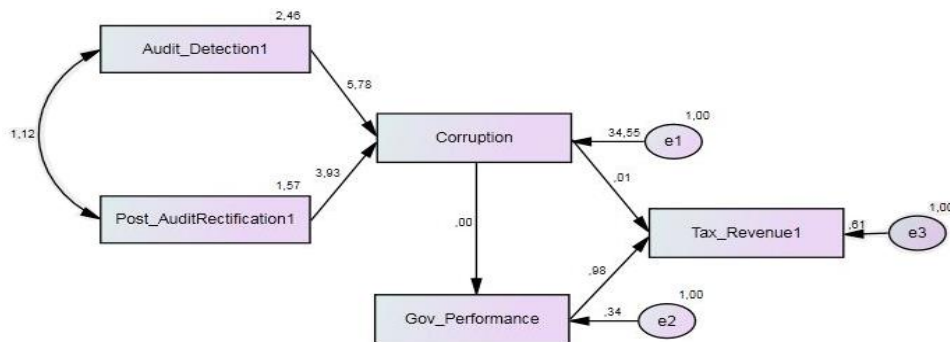 2,46
Audit_Detection1
5,78
1,00
1,12
Corruption
34,55
e1
1,57
3,93
,01
Post_AuditRectification1
,00
1,00
Tax_Revenue1
,61
e3
,98
1,00
Gov_Performance
,34
e2